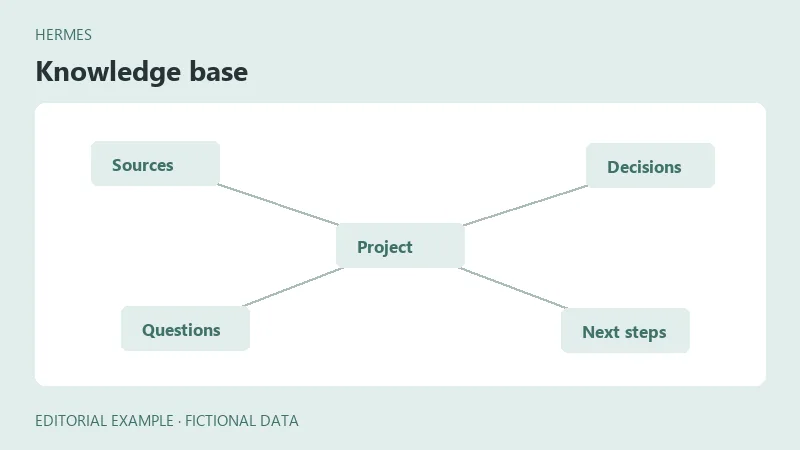 HERMES
Knowledge base
Sources
Decisions
Project
Questions
Next steps
EDITORIAL EXAMPLE · FICTIONAL DATA